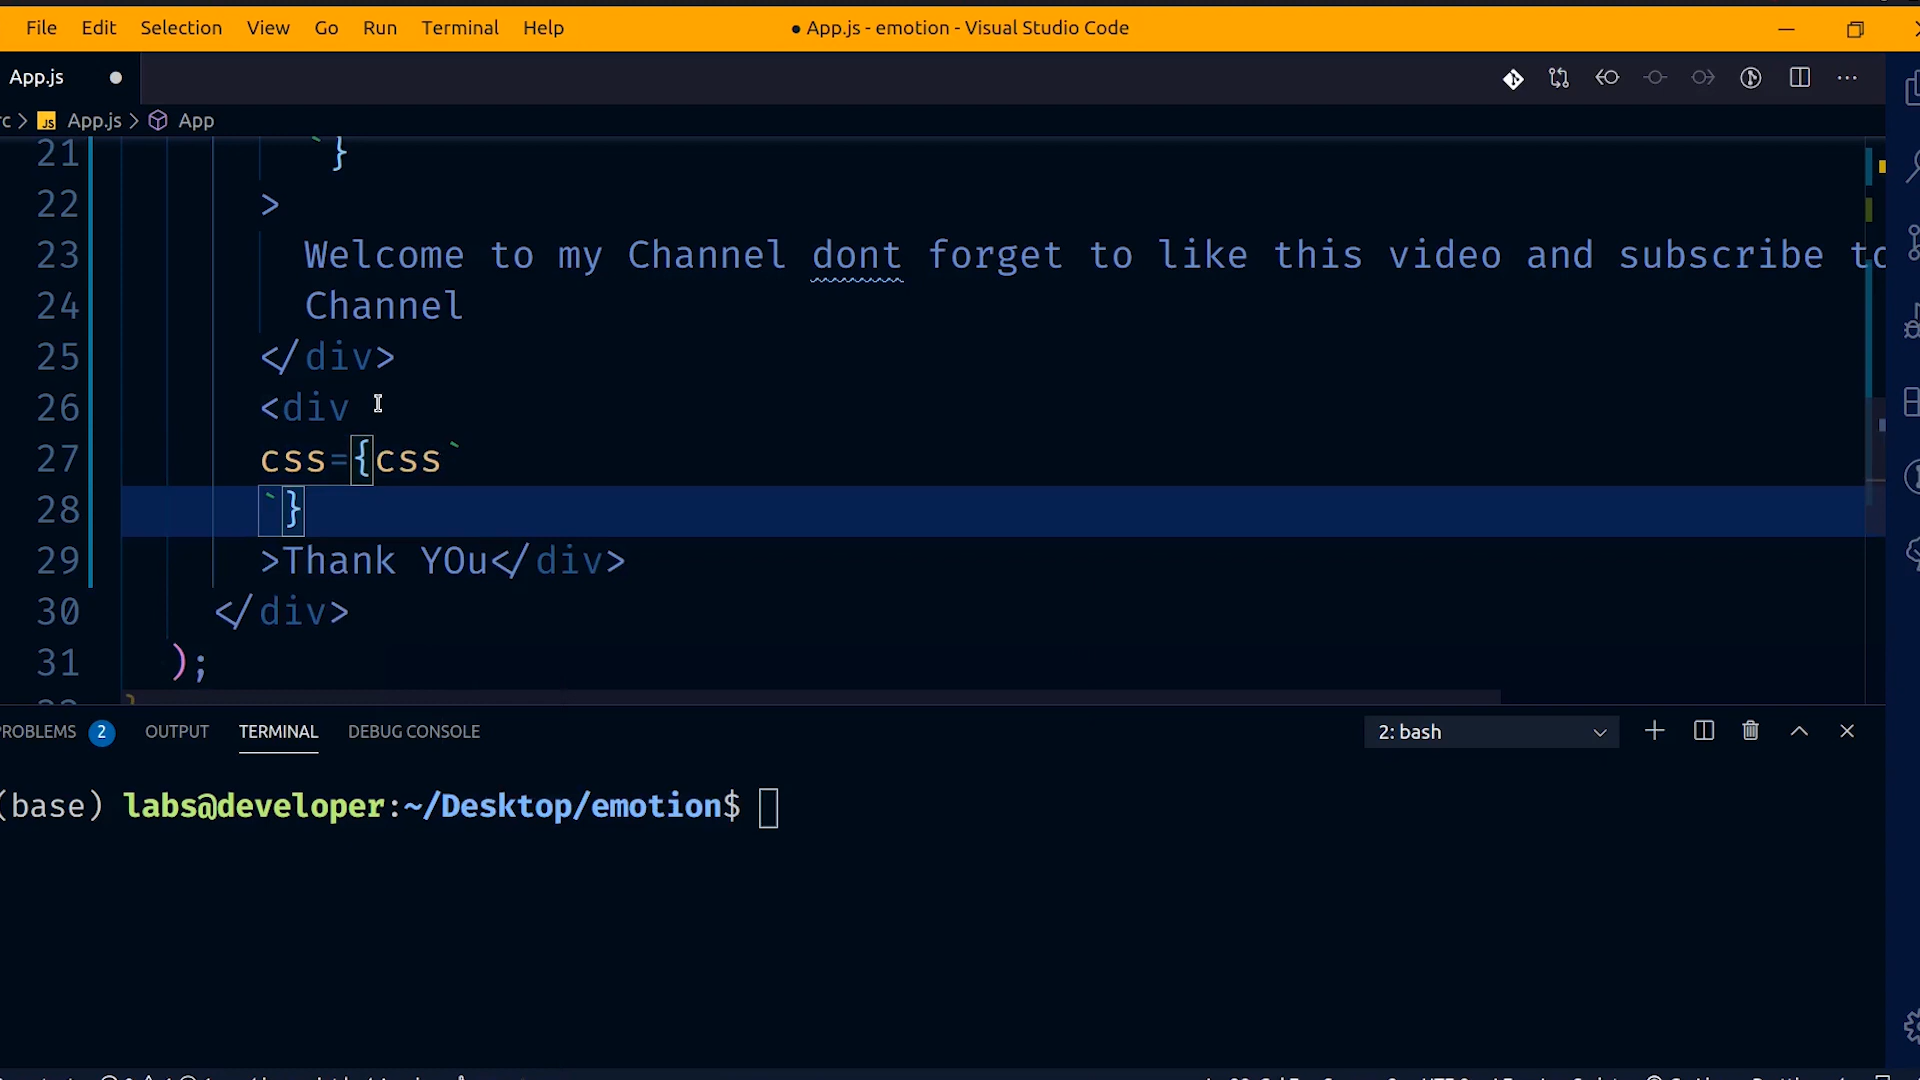 File Edit Selection View Go Run Terminal Help ● App.js - emotion - Visual Studio Code
App.js
App.js > App
21 `}
22 >
23 Welcome to my Channel dont forget to like this video and subscribe to
24 Channel
25 </div>
26 <div
27 css={css`
28 `}
29 >Thank YOu</div>
30 </div>
31 );
PROBLEMS 2 OUTPUT TERMINAL DEBUG CONSOLE 2: bash
(base) labs@developer:~/Desktop/emotion$